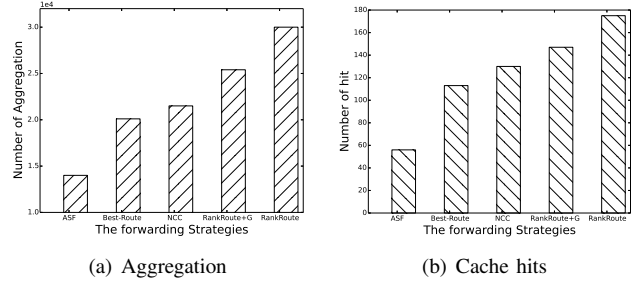 1e4
3.0
2.5
2.0
1.5
1.0
Number of Aggregation
ASF Best-Route NCC RankRoute+G RankRoute
The forwarding Strategies
(a) Aggregation
180
160
140
120
100
80
60
40
20
0
Number of hit
ASF Best-Route NCC RankRoute+G RankRoute
The forwarding Strategies
(b) Cache hits